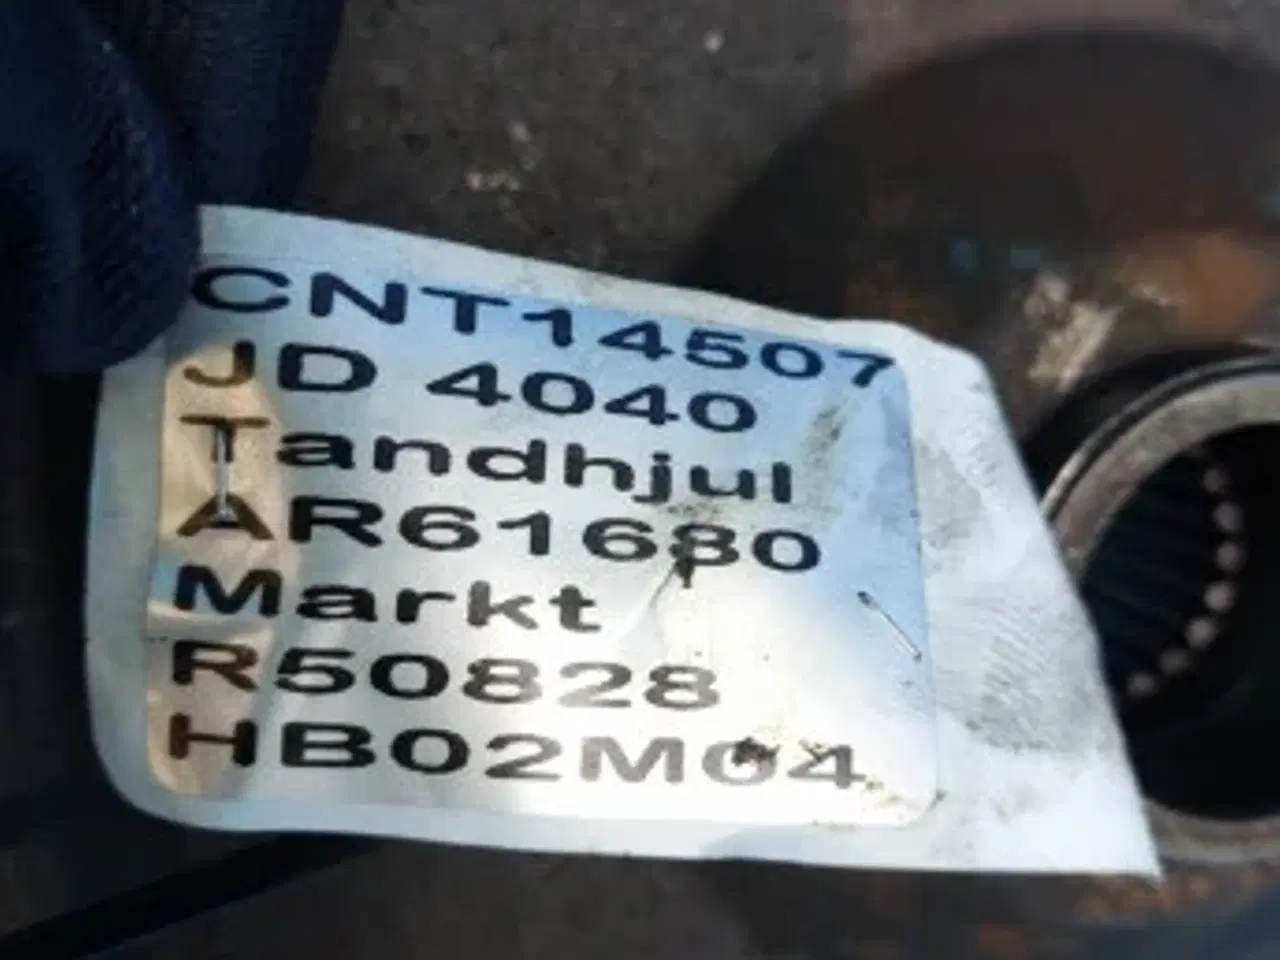 CNT14507
JD 4040
Tandhjul
AR61680
Markt
R50828
HB02M04